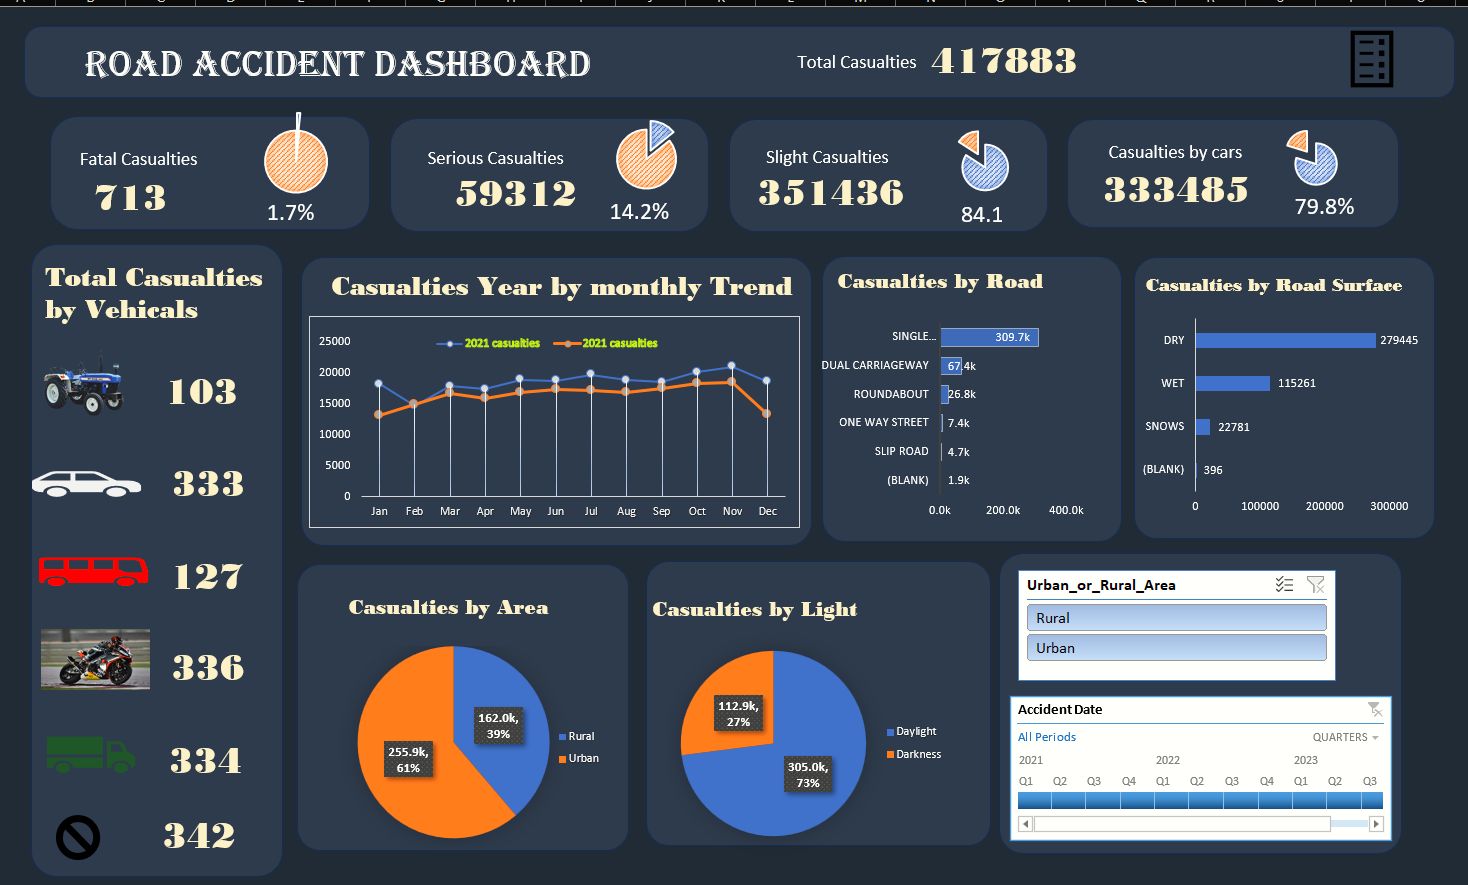 ROAD ACCIDENT DASHBOARD
Total Casualties 417883
Fatal Casualties
713
1.7%
Serious Casualties
59312
14.2%
Slight Casualties
351436
84.1
Casualties by cars
333485
79.8%
Total Casualties
by Vehicals
103
333
127
336
334
342
Casualties Year by monthly Trend
2021 casualties 2021 casualties
25000
20000
15000
10000
5000
0
Jan Feb Mar Apr May Jun Jul Aug Sep Oct Nov Dec
Casualties by Road
SINGLE... 309.7k
DUAL CARRIAGEWAY 67.4k
ROUNDABOUT 26.8k
ONE WAY STREET 7.4k
SLIP ROAD 4.7k
(BLANK) 1.9k
0.0k 200.0k 400.0k
Casualties by Road Surface
DRY 279445
WET 115261
SNOWS 22781
(BLANK) 396
0 100000 200000 300000
Casualties by Area
162.0k,
39%
255.9k,
61%
Rural
Urban
Casualties by Light
112.9k,
27%
305.0k,
73%
Daylight
Darkness
Urban_or_Rural_Area
Rural
Urban
Accident Date
All Periods QUARTERS
2021 2022 2023
Q1 Q2 Q3 Q4 Q1 Q2 Q3 Q4 Q1 Q2 Q3